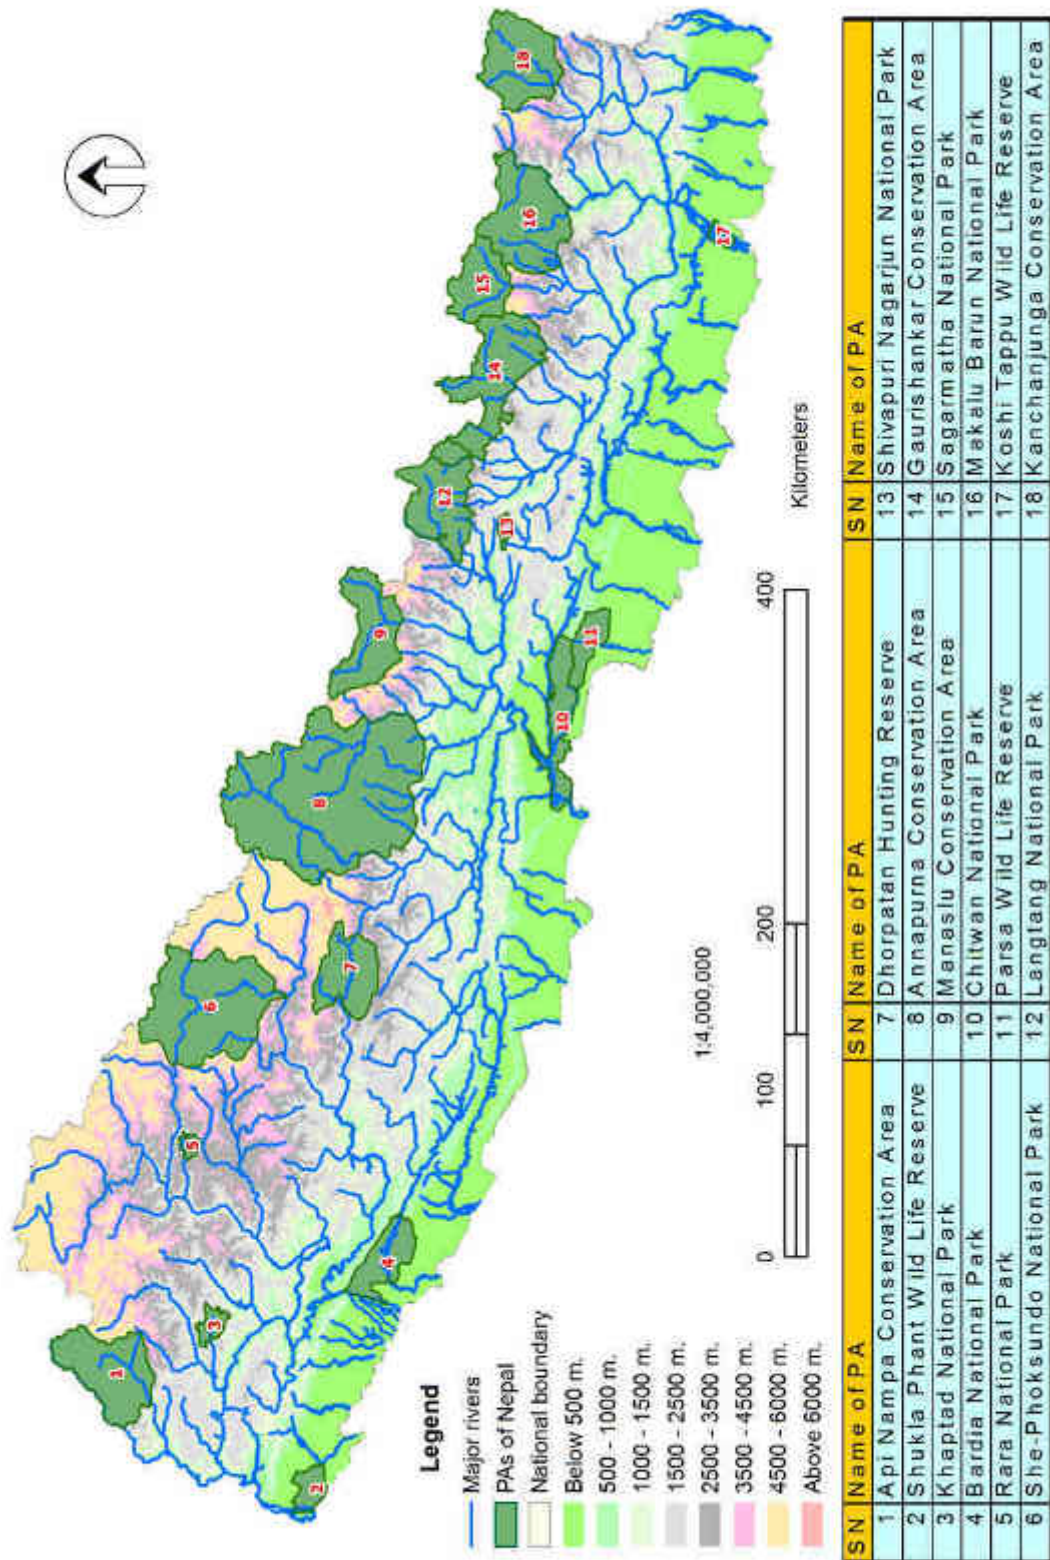 1
2
3
4
5
6
7
8
9
10
11
12
13
14
15
16
17
18
Legend
Major rivers
PAs of Nepal
National boundary
Below 500 m.
500 - 1000 m.
1000 - 1500 m.
1500 - 2500 m.
2500 - 3500 m.
3500 - 4500 m.
4500 - 6000 m.
Above 6000 m.
1:4,000,000
0 100 200 400
Kilometers
SN Name of PA SN Name of PA SN Name of PA
1 Api Nampa Conservation Area 7 Dhorpatan Hunting Reserve 13 Shivapuri Nagarjun National Park
2 Shukla Phant Wild Life Reserve 8 Annapurna Conservation Area 14 Gaurishankar Conservation Area
3 Khaptad National Park 9 Manaslu Conservation Area 15 Sagarmatha National Park
4 Bardia National Park 10 Chitwan National Park 16 Makalu Barun National Park
5 Rara National Park 11 Parsa Wild Life Reserve 17 Koshi Tappu Wild Life Reserve
6 She-Phoksundo National Park 12 Langtang National Park 18 Kanchanjunga Conservation Area